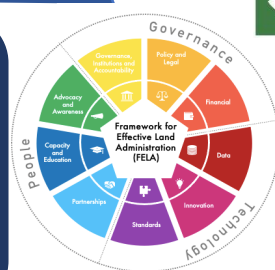 Governance
Governance,
Institutions and
Accountability
Policy and
Legal
Advocacy
and
Awareness
Financial
Framework for
Effective Land
Administration
(FELA)
People
Capacity
and
Education
Data
Partnerships
Innovation
Standards
Technology